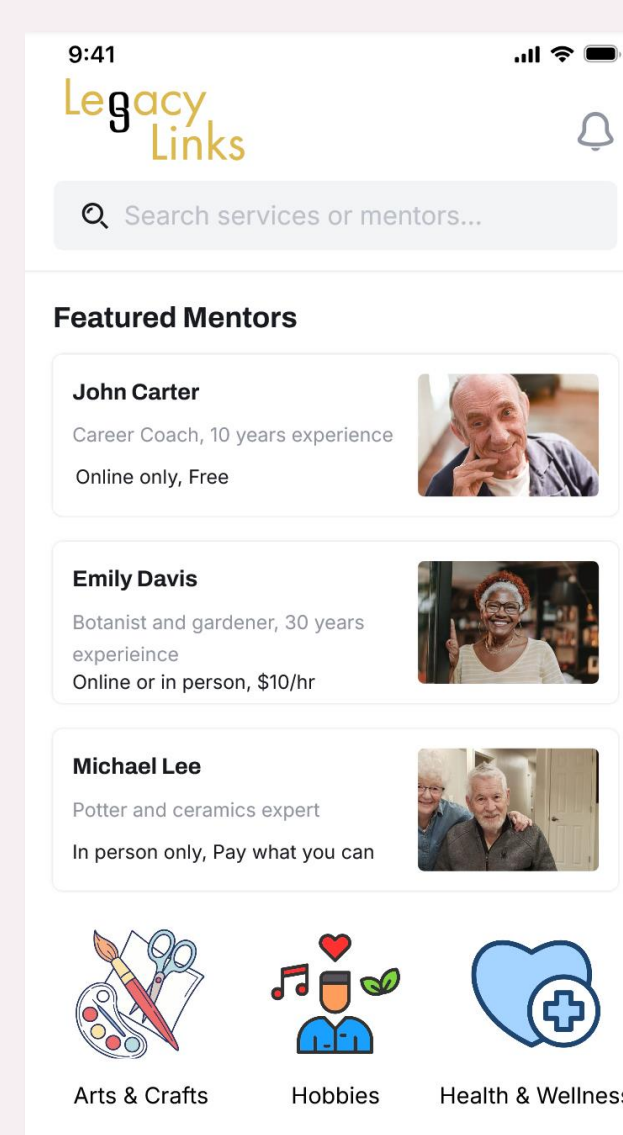 9:41
Legacy
Links
Search services or mentors...
Featured Mentors
John Carter
Career Coach, 10 years experience
Online only, Free
Emily Davis
Botanist and gardener, 30 years
experieince
Online or in person, $10/hr
Michael Lee
Potter and ceramics expert
In person only, Pay what you can
Arts & Crafts Hobbies Health & Wellness